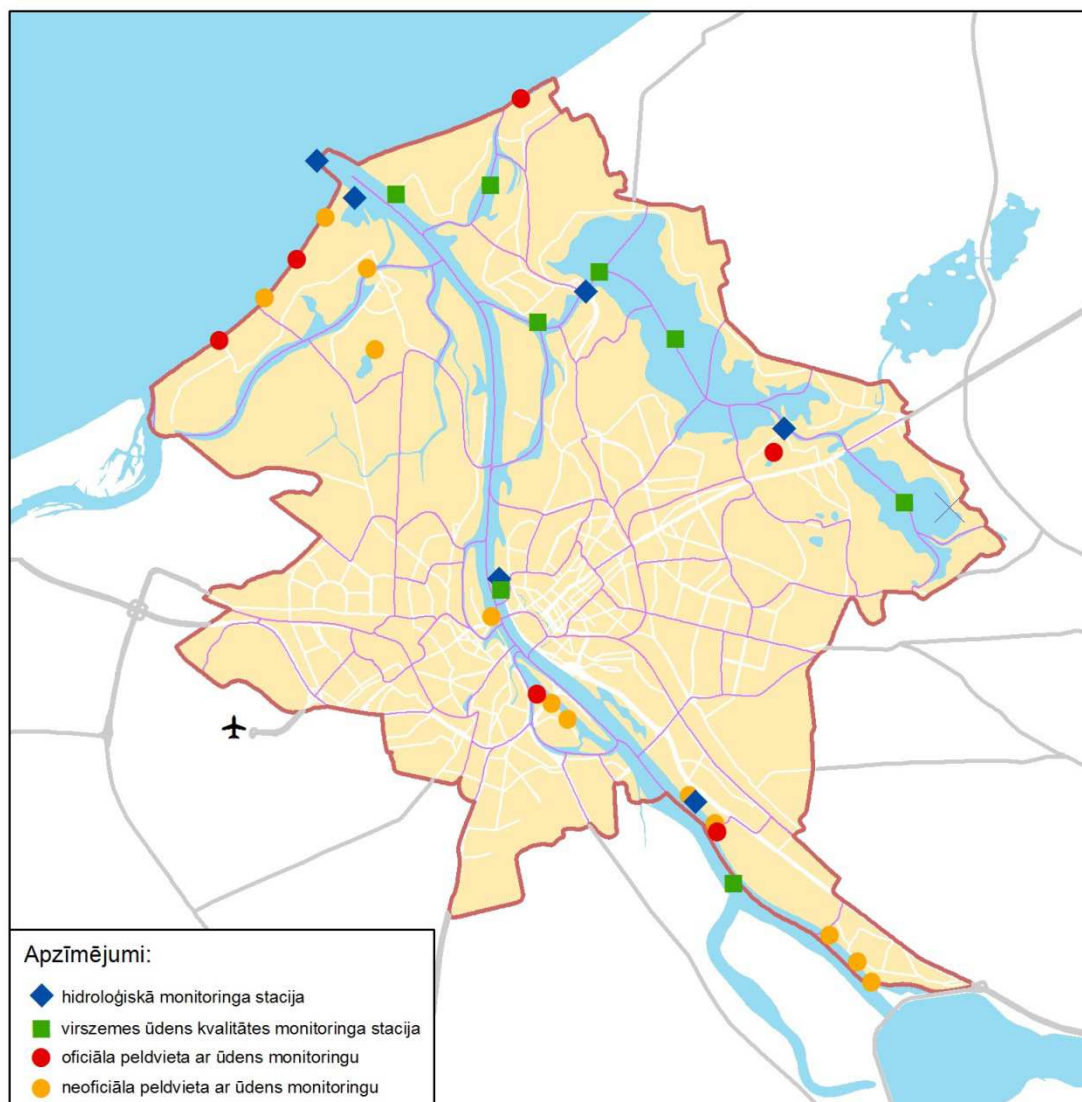 Apzīmējumi:
hidroloģiskā monitoringa stacija
virszemes ūdens kvalitātes monitoringa stacija
oficiāla peldvieta ar ūdens monitoringu
neoficiāla peldvieta ar ūdens monitoringu